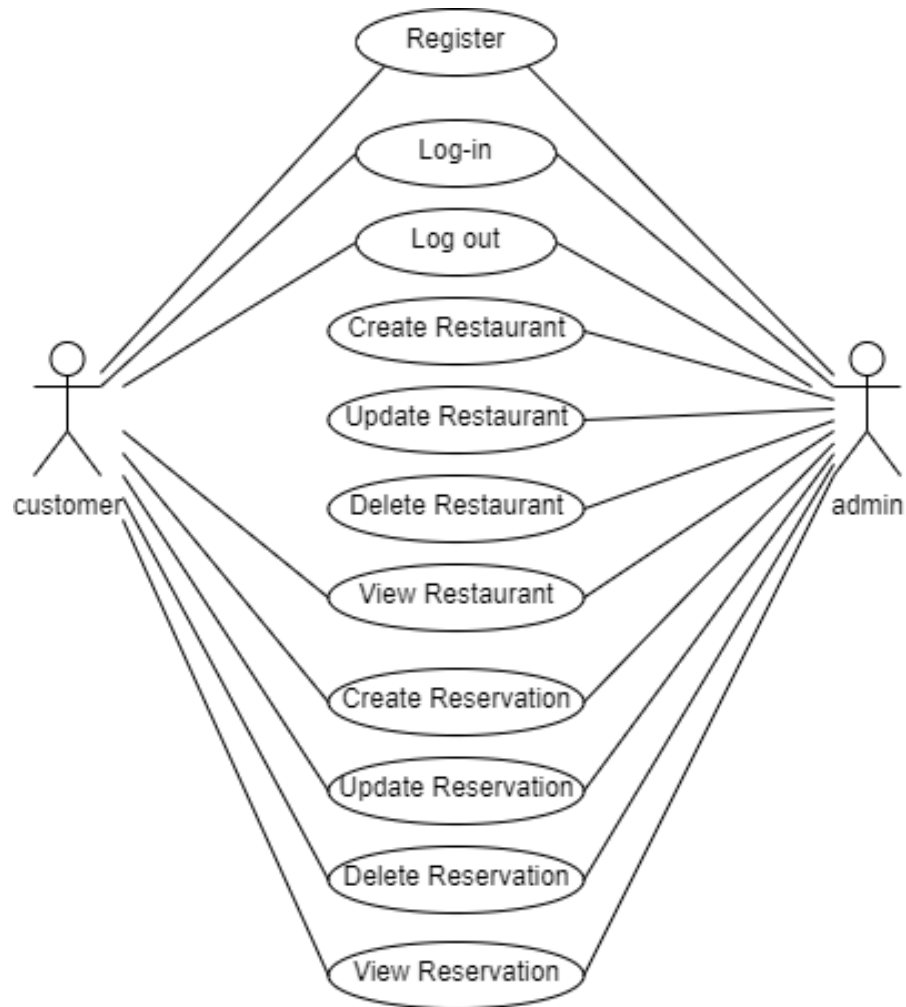 Register
Log-in
Log out
Create Restaurant
Update Restaurant
Delete Restaurant
customer
admin
View Restaurant
Create Reservation
Update Reservation
Delete Reservation
View Reservation